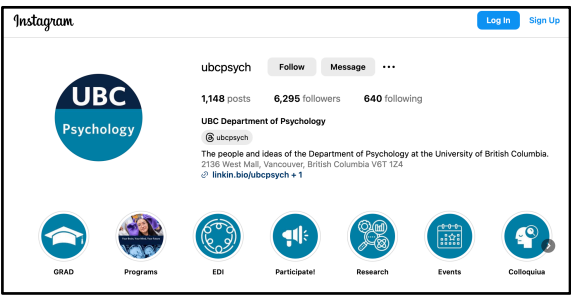 Instagram
Log In
Sign Up
UBC
Psychology
ubcpsych
Follow
Message
1,148 posts 6,295 followers 640 following
UBC Department of Psychology
ubcpsych
The people and ideas of the Department of Psychology at the University of British Columbia.
2136 West Mall, Vancouver, British Columbia V6T 1Z4
linkin.bio/ubcpsych + 1
GRAD
Programs
EDI
Participate!
Research
Events
Colloquiua